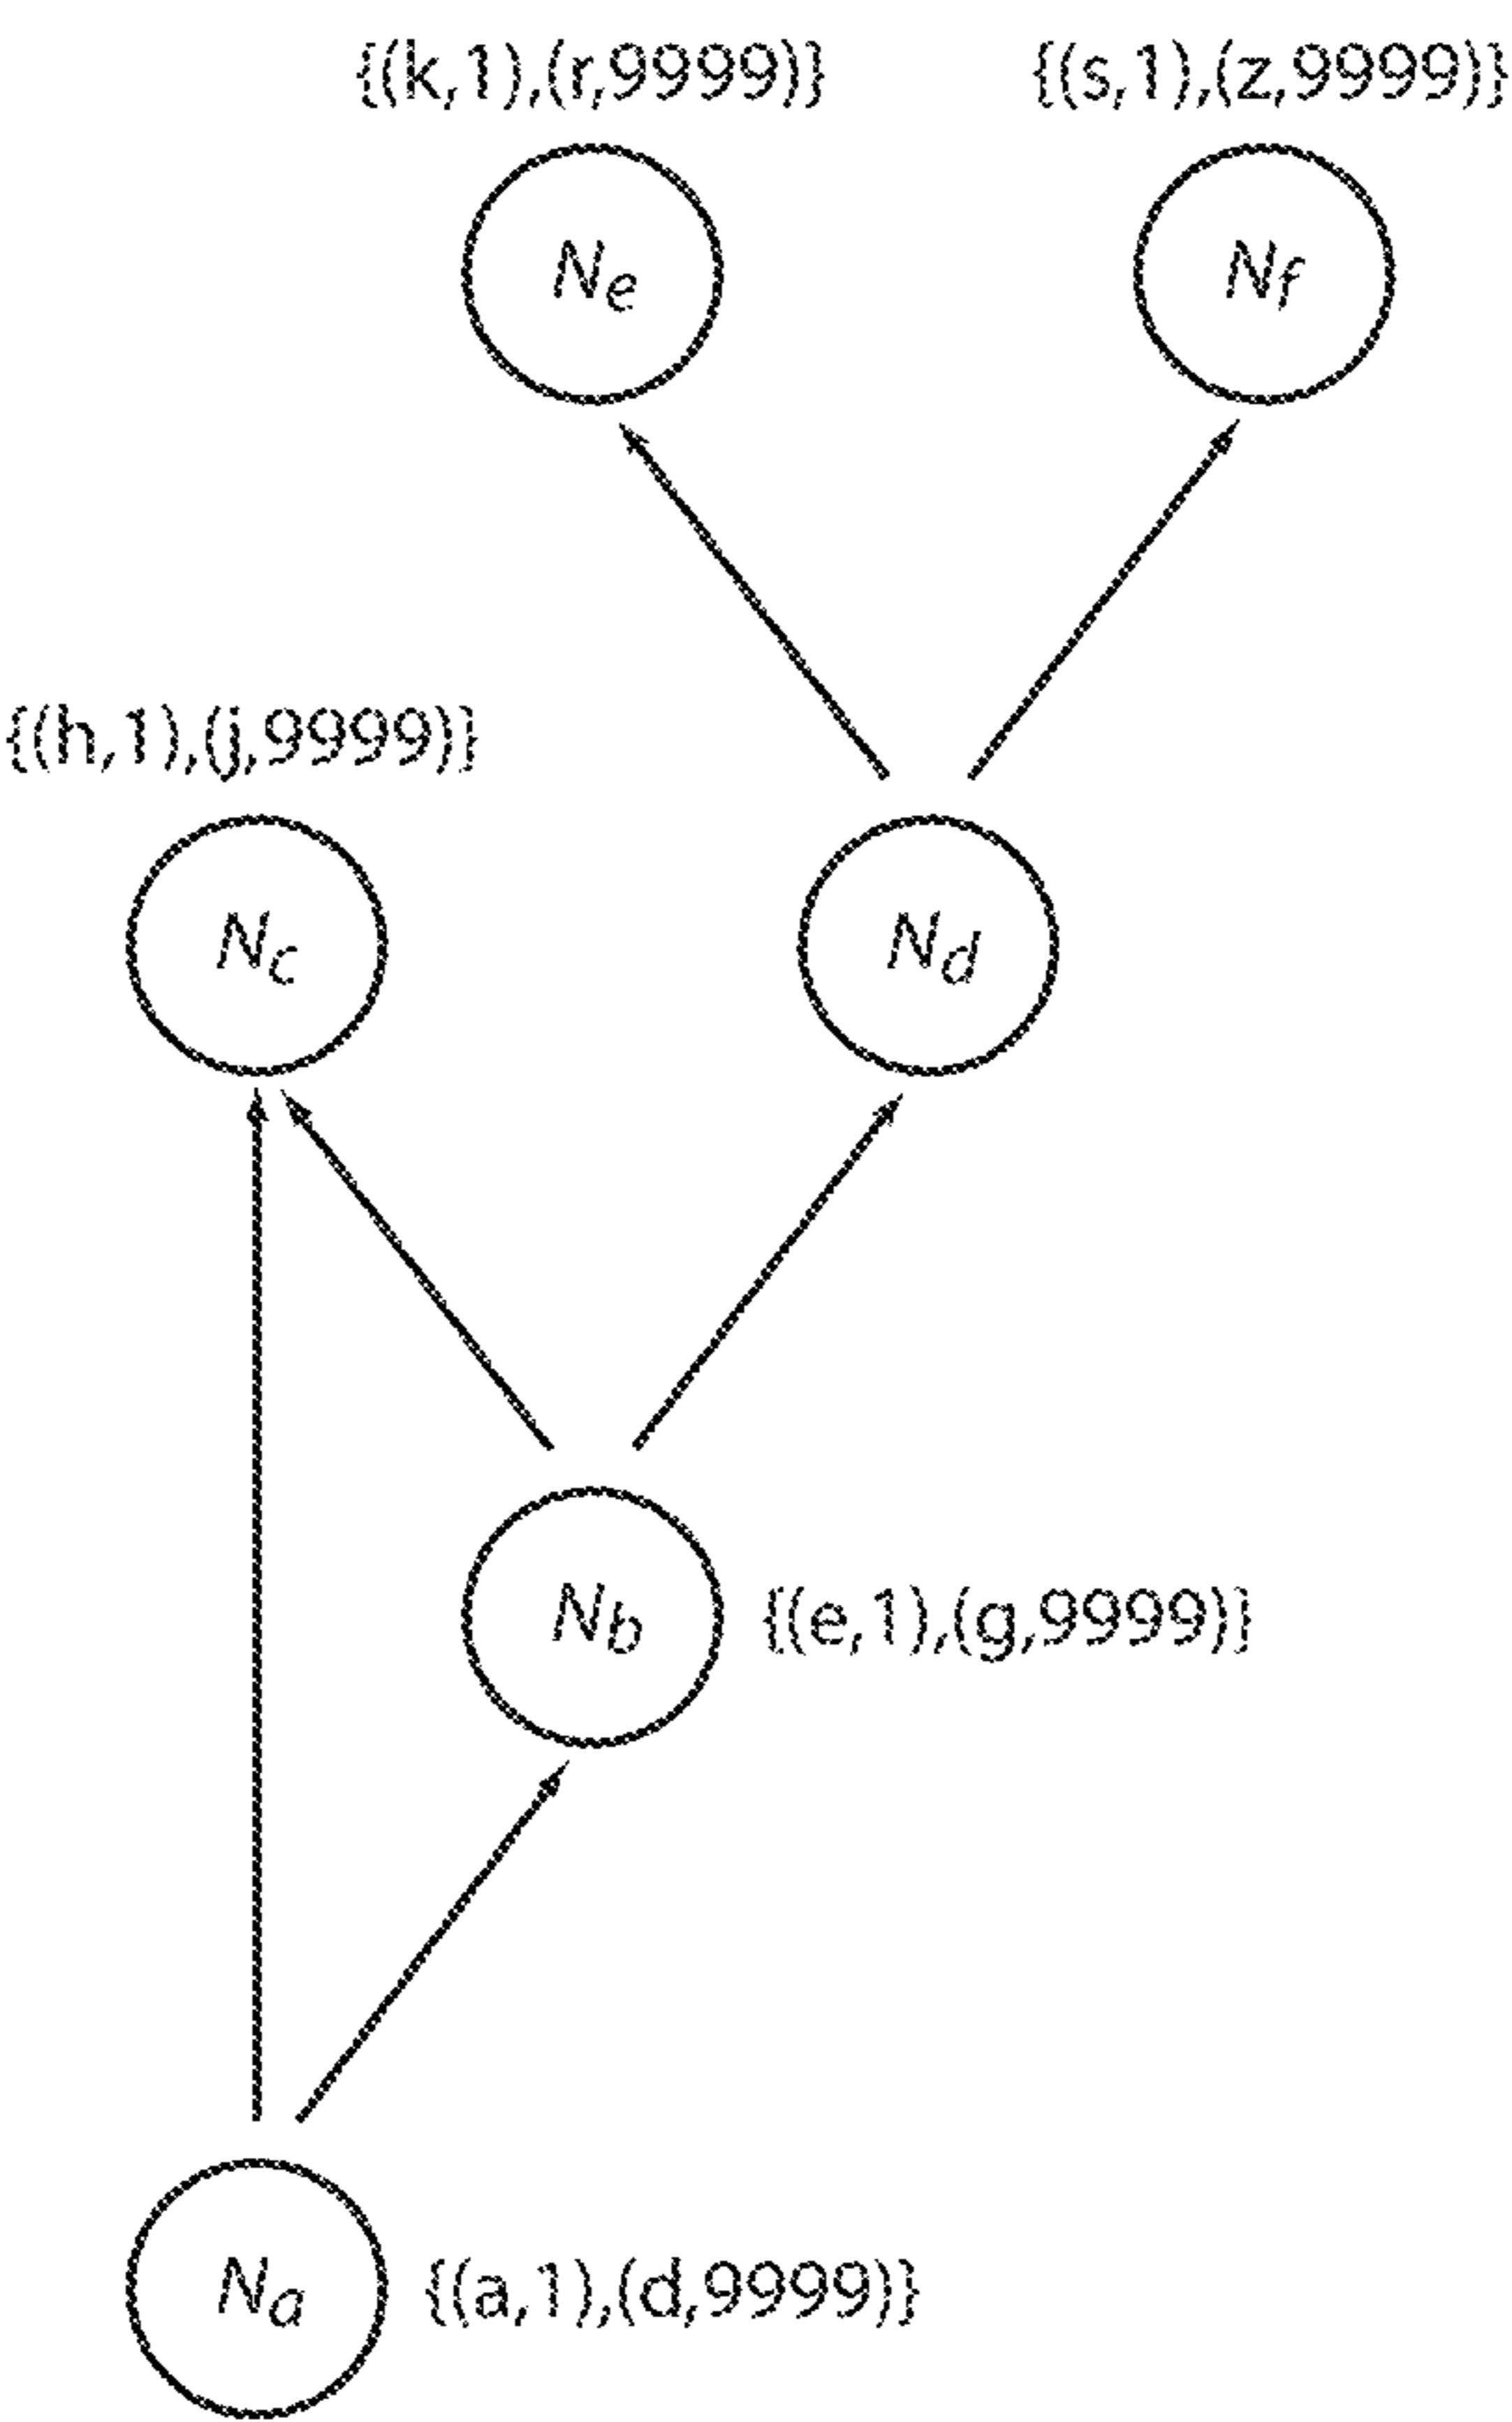 {(k,1),(r,9999)} {(s,1),(z,9999)}
Ne Nf
{(h,1),(j,9999)}
Nc Nd
Nb {(e,1),(g,9999)}
Na {(a,1),(d,9999)}